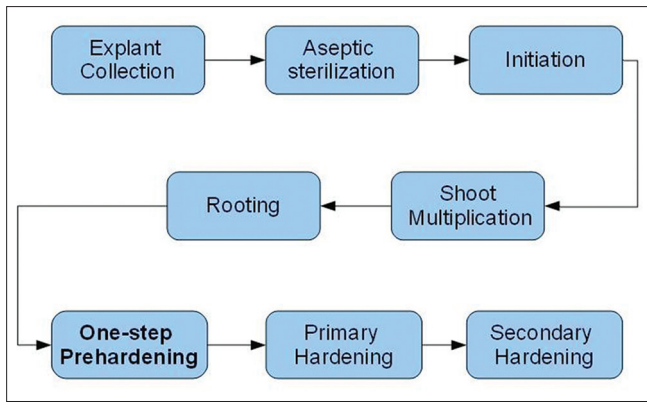 Explant
Collection
Aseptic
sterilization
Initiation
Shoot
Multiplication
Rooting
One-step
Prehardening
Primary
Hardening
Secondary
Hardening